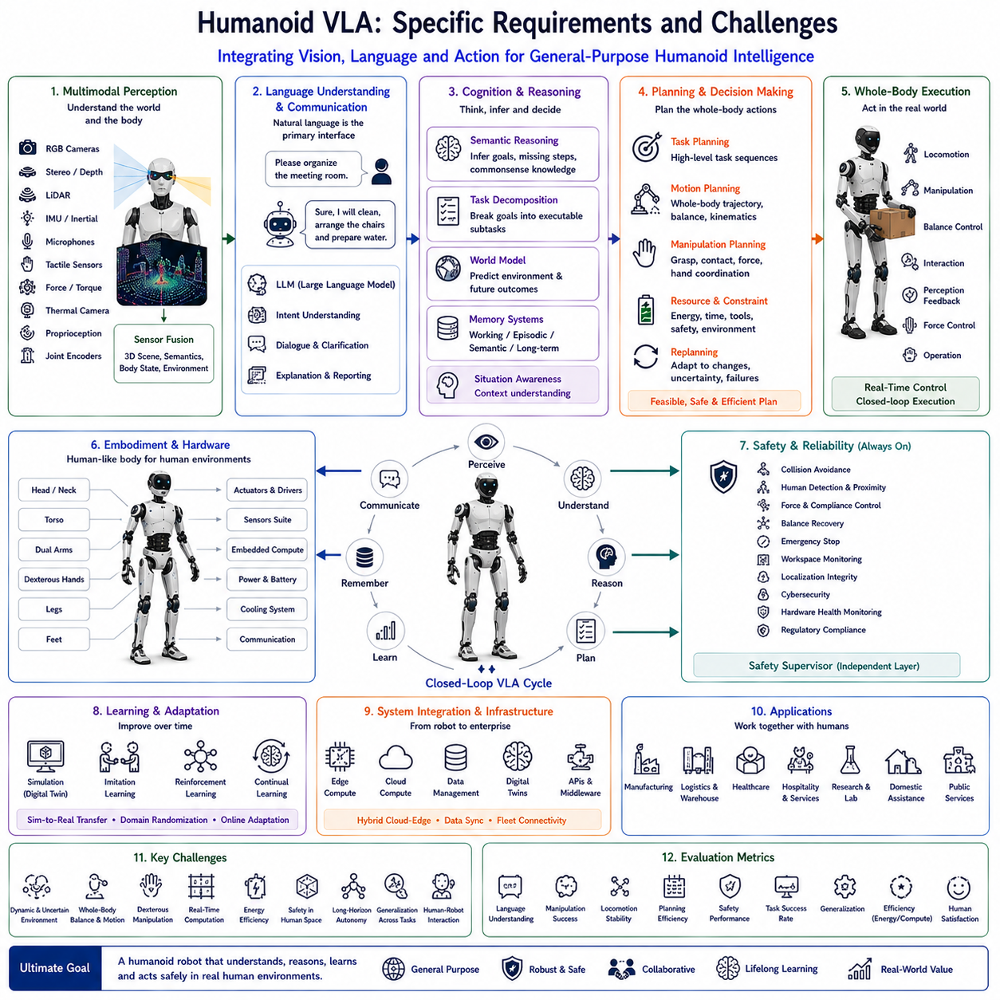 Humanoid VLA: Specific Requirements and Challenges
Integrating Vision, Language and Action for General-Purpose Humanoid Intelligence
1. Multimodal Perception
Understand the world
and the body
RGB Cameras
Stereo / Depth
LiDAR
IMU / Inertial
Microphones
Tactile Sensors
Force / Torque
Thermal Camera
Proprioception
Joint Encoders
Sensor Fusion
3D Scene, Semantics,
Body State, Environment
2. Language Understanding
& Communication
Natural language is the
primary interface
Please organize
the meeting room.
Sure, I will clean,
arrange the chairs
and prepare water.
LLM (Large Language Model)
Intent Understanding
Dialogue & Clarification
Explanation & Reporting
3. Cognition & Reasoning
Think, infer and decide
Semantic Reasoning
Infer goals, missing steps,
commonsense knowledge
Task Decomposition
Break goals into executable
subtasks
World Model
Predict environment &
future outcomes
Memory Systems
Working / Episodic /
Semantic / Long-term
Situation Awareness
Context understanding
4. Planning & Decision Making
Plan the whole-body actions
Task Planning
High-level task sequences
Motion Planning
Whole-body trajectory,
balance, kinematics
Manipulation Planning
Grasp, contact, force,
hand coordination
Resource & Constraint
Energy, time, tools,
safety, environment
Replanning
Adapt to changes,
uncertainty, failures
Feasible, Safe & Efficient Plan
5. Whole-Body Execution
Act in the real world
Locomotion
Manipulation
Balance Control
Interaction
Perception
Feedback
Force Control
Operation
Real-Time Control
Closed-loop Execution
6. Embodiment & Hardware
Human-like body for human environments
Head / Neck
Torso
Dual Arms
Dexterous Hands
Legs
Feet
Actuators & Drivers
Sensors Suite
Embedded Compute
Power & Battery
Cooling System
Communication
Perceive
Understand
Reason
Plan
Learn
Remember
Communicate
Closed-Loop VLA Cycle
7. Safety & Reliability (Always On)
Collision Avoidance
Human Detection & Proximity
Force & Compliance Control
Balance Recovery
Emergency Stop
Workspace Monitoring
Localization Integrity
Cybersecurity
Hardware Health Monitoring
Regulatory Compliance
Safety Supervisor (Independent Layer)
8. Learning & Adaptation
Improve over time
Simulation
(Digital Twin)
Imitation
Learning
Reinforcement
Learning
Continual
Learning
Sim-to-Real Transfer • Domain Randomization • Online Adaptation
9. System Integration & Infrastructure
From robot to enterprise
Edge
Compute
Cloud
Compute
Data
Management
Digital
Twins
APIs &
Middleware
Hybrid Cloud-Edge • Data Sync • Fleet Connectivity
10. Applications
Work together with humans
Manufacturing
Logistics &
Warehouse
Healthcare
Hospitality
& Services
Research &
Lab
Domestic
Assistance
Public
Services
11. Key Challenges
Dynamic & Uncertain
Environment
Whole-Body
Balance & Motion
Dexterous
Manipulation
Real-Time
Computation
Energy
Efficiency
Safety in
Human Space
Long-Horizon
Autonomy
Generalization
Across Tasks
Human-Robot
Interaction
12. Evaluation Metrics
Language
Understanding
Manipulation
Success
Locomotion
Stability
Planning
Efficiency
Safety
Performance
Task Success
Rate
Generalization
Efficiency
(Energy/Compute)
Human
Satisfaction
Ultimate Goal
A humanoid robot that understands, reasons, learns
and acts safely in real human environments.
General Purpose
Robust & Safe
Collaborative
Lifelong Learning
Real-World Value